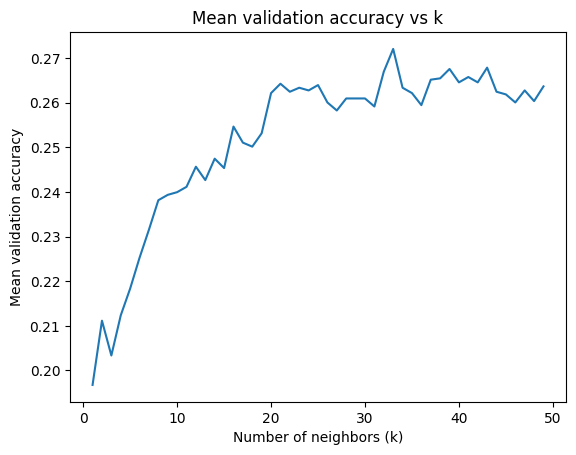 Mean validation accuracy vs k
0.27
0.26
0.25
0.24
0.23
0.22
0.21
0.20
Mean validation accuracy
0 10 20 30 40 50
Number of neighbors (k)